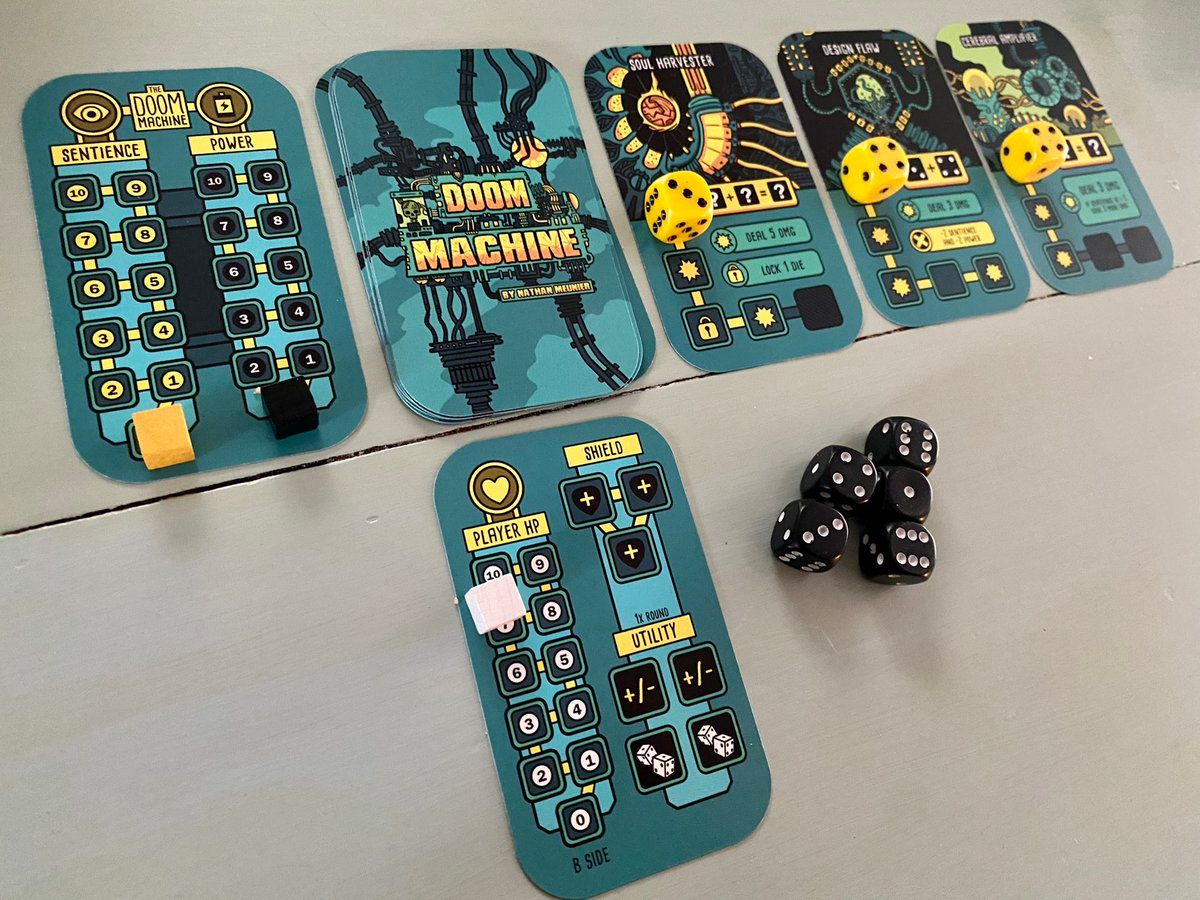 THE
DOOM
MACHINE
SENTIENCE
POWER
10 9
7 8
6 5
3 4
2 1
10 9
7 8
6 5
3 4
2 1
DOOM
MACHINE
BY NATHAN MEUNIER
SOUL HARVESTER
? + ? = ?
DEAL 5 DMG
LOCK 1 DIE
DESIGN FLAW
+
DEAL 3 DMG
-2 SENTIENCE
AND -2 POWER
CEREBRAL AMPLIFIER
? = ?
DEAL 3 DMG
PLAYER HP
10 9
7 8
6 5
3 4
2 1
0
SHIELD
+ +
+
1X ROUND
UTILITY
+/- +/-
B SIDE